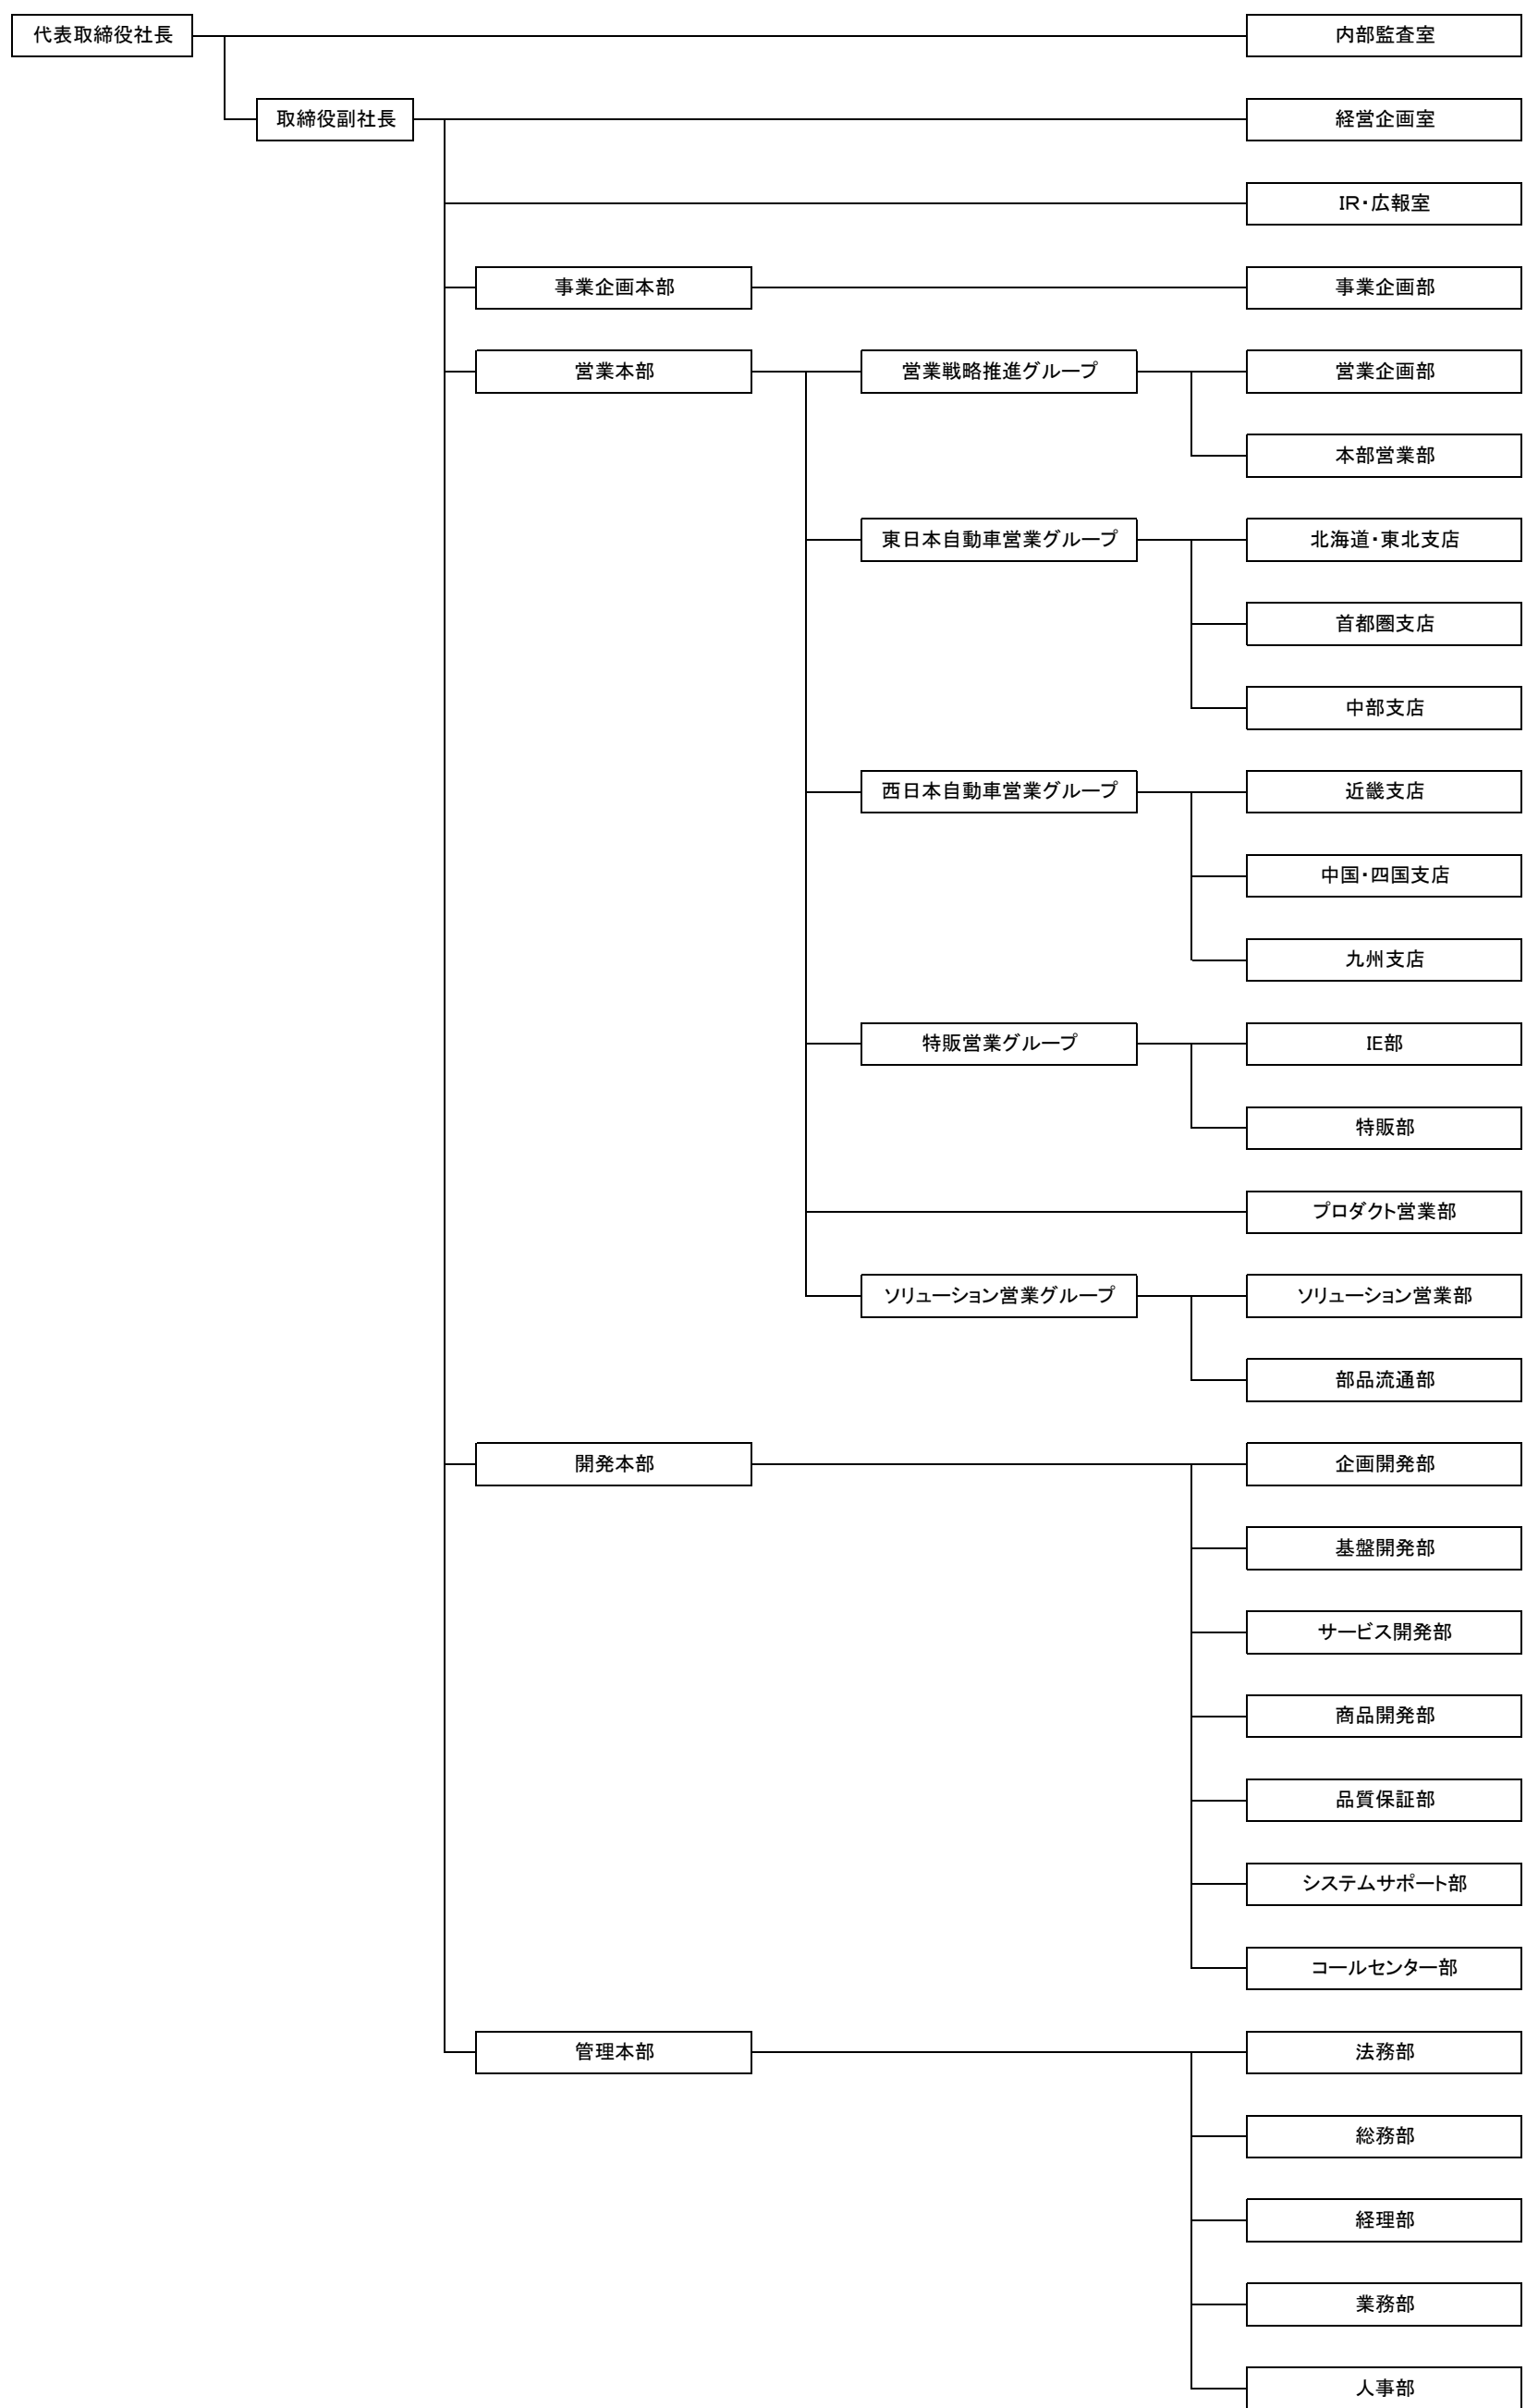 代表取締役社長
内部監査室
取締役副社長
経営企画室
IR・広報室
事業企画本部
事業企画部
営業本部
営業戦略推進グループ
営業企画部
本部営業部
東日本自動車営業グループ
北海道・東北支店
首都圏支店
中部支店
西日本自動車営業グループ
近畿支店
中国・四国支店
九州支店
特販営業グループ
IE部
特販部
プロダクト営業部
ソリューション営業グループ
ソリューション営業部
部品流通部
開発本部
企画開発部
基盤開発部
サービス開発部
商品開発部
品質保証部
システムサポート部
コールセンター部
管理本部
法務部
総務部
経理部
業務部
人事部